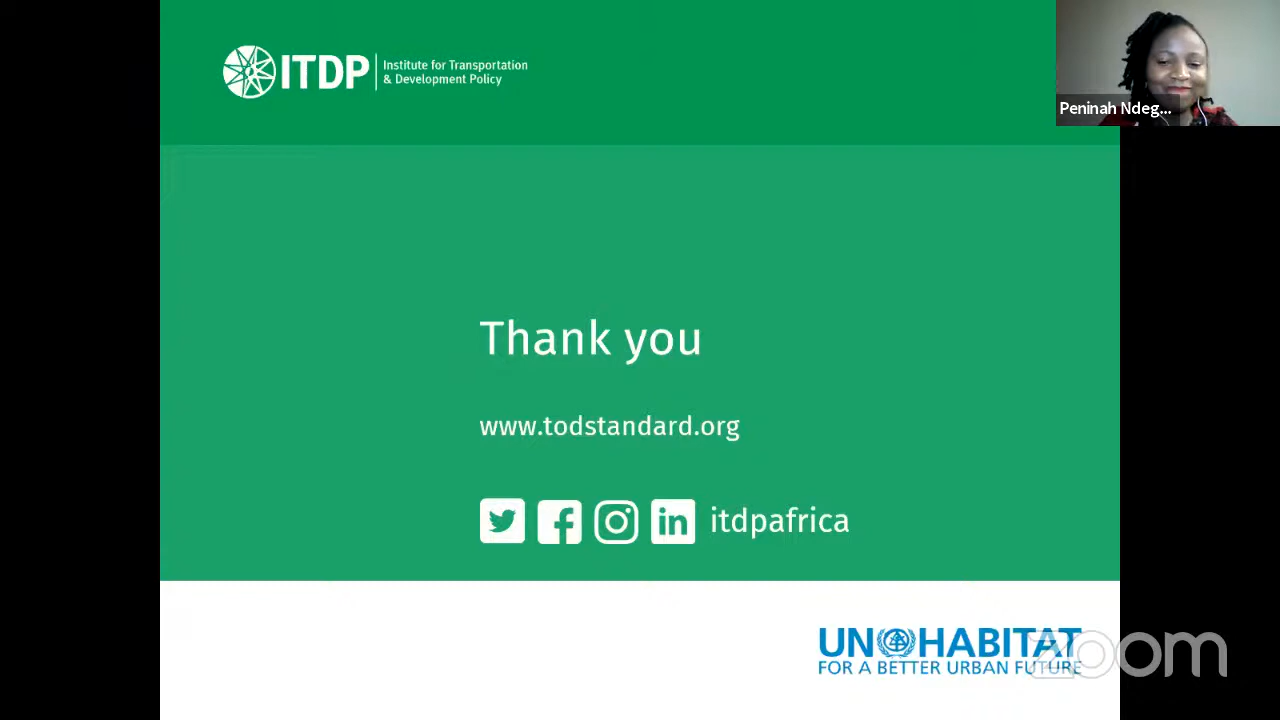 ITDP
Institute for Transportation
& Development Policy
Peninah Ndeg...
Thank you
www.todstandard.org
itdpafrica
UN HABITAT
FOR A BETTER URBAN FUTURE
zoom